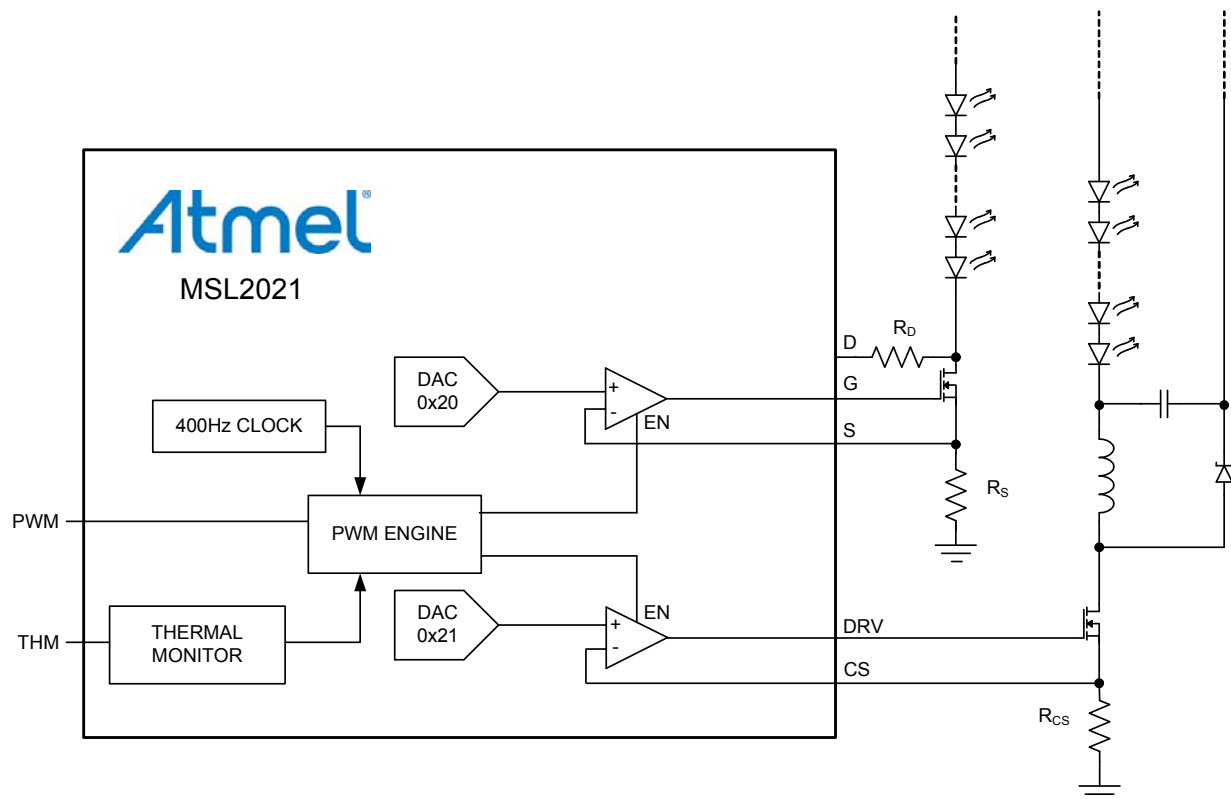 Atmel®
MSL2021
D
RD
DAC
0x20
+
-
G
EN
S
400Hz CLOCK
RS
PWM
PWM ENGINE
DAC
0x21
+
-
EN
DRV
THM
THERMAL
MONITOR
CS
RCS